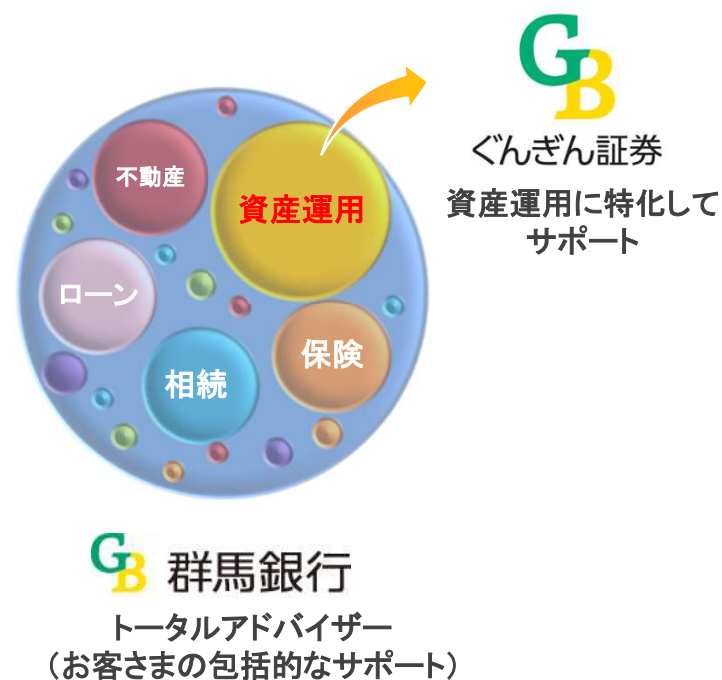 GB
ぐんぎん証券
資産運用に特化して
サポート
不動産
資産運用
ローン
保険
相続
GB 群馬銀行
トータルアドバイザー
（お客さまの包括的なサポート）